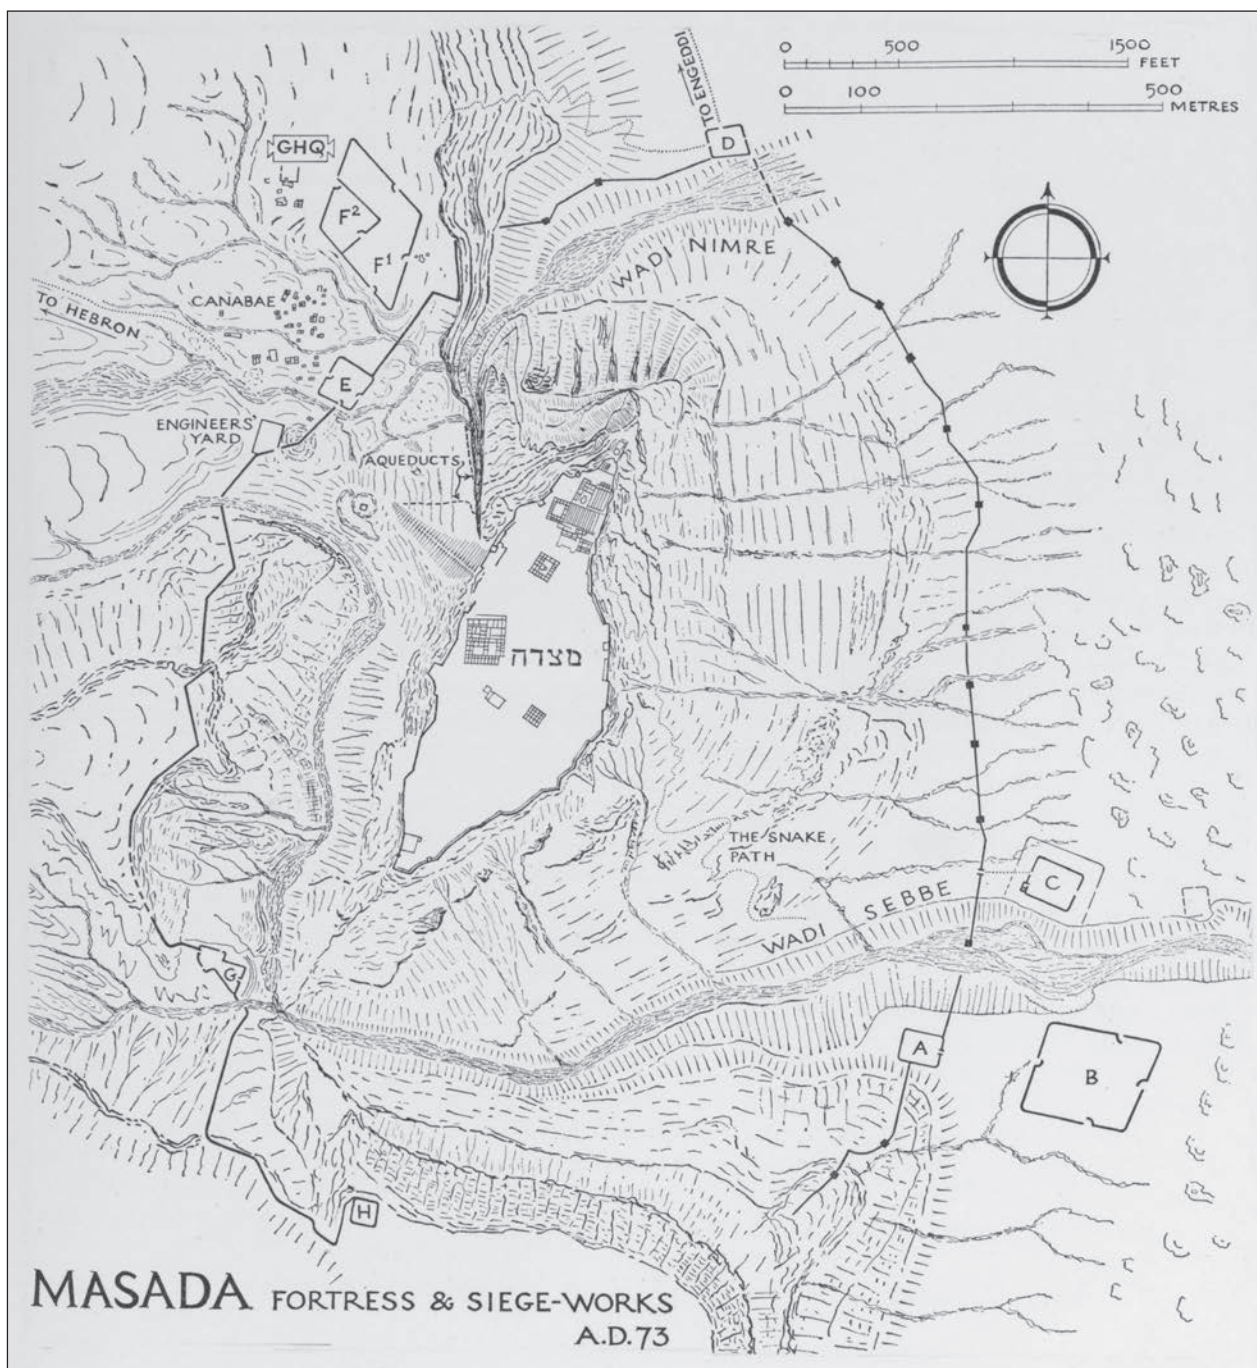 0 500 1500
FEET
0 100 500
METRES
TO ENGEDDI
D
GHQ
F²
F¹
"G"
WADI NIMRE
CANABAE
TO HEBRON
E
ENGINEERS'
YARD
AQUEDUCTS
מצדה
THE SNAKE
PATH
C
WADI SEBBE
G
A
B
H
MASADA FORTRESS & SIEGE-WORKS
A.D.73